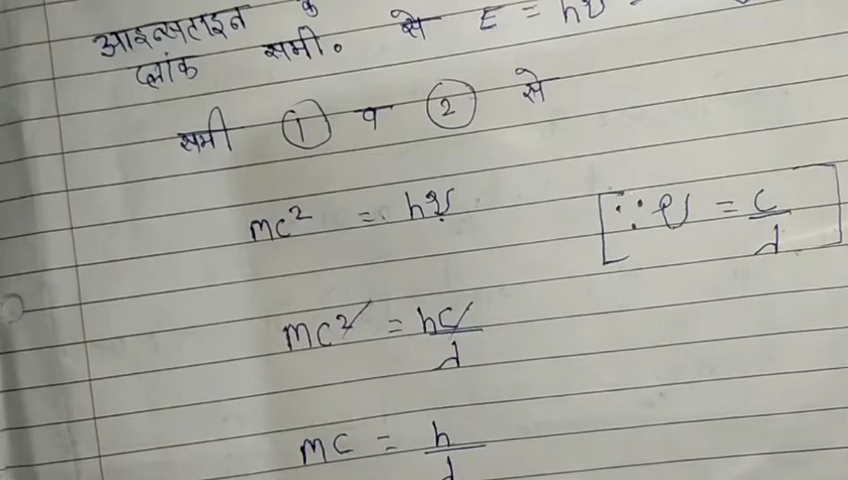 आइन्सटाइन
प्लांक समी. से E = hν
समी ① व ② से
mc² = hν [∵ ν = c/λ]
mc² = hc/λ
mc = h/λ